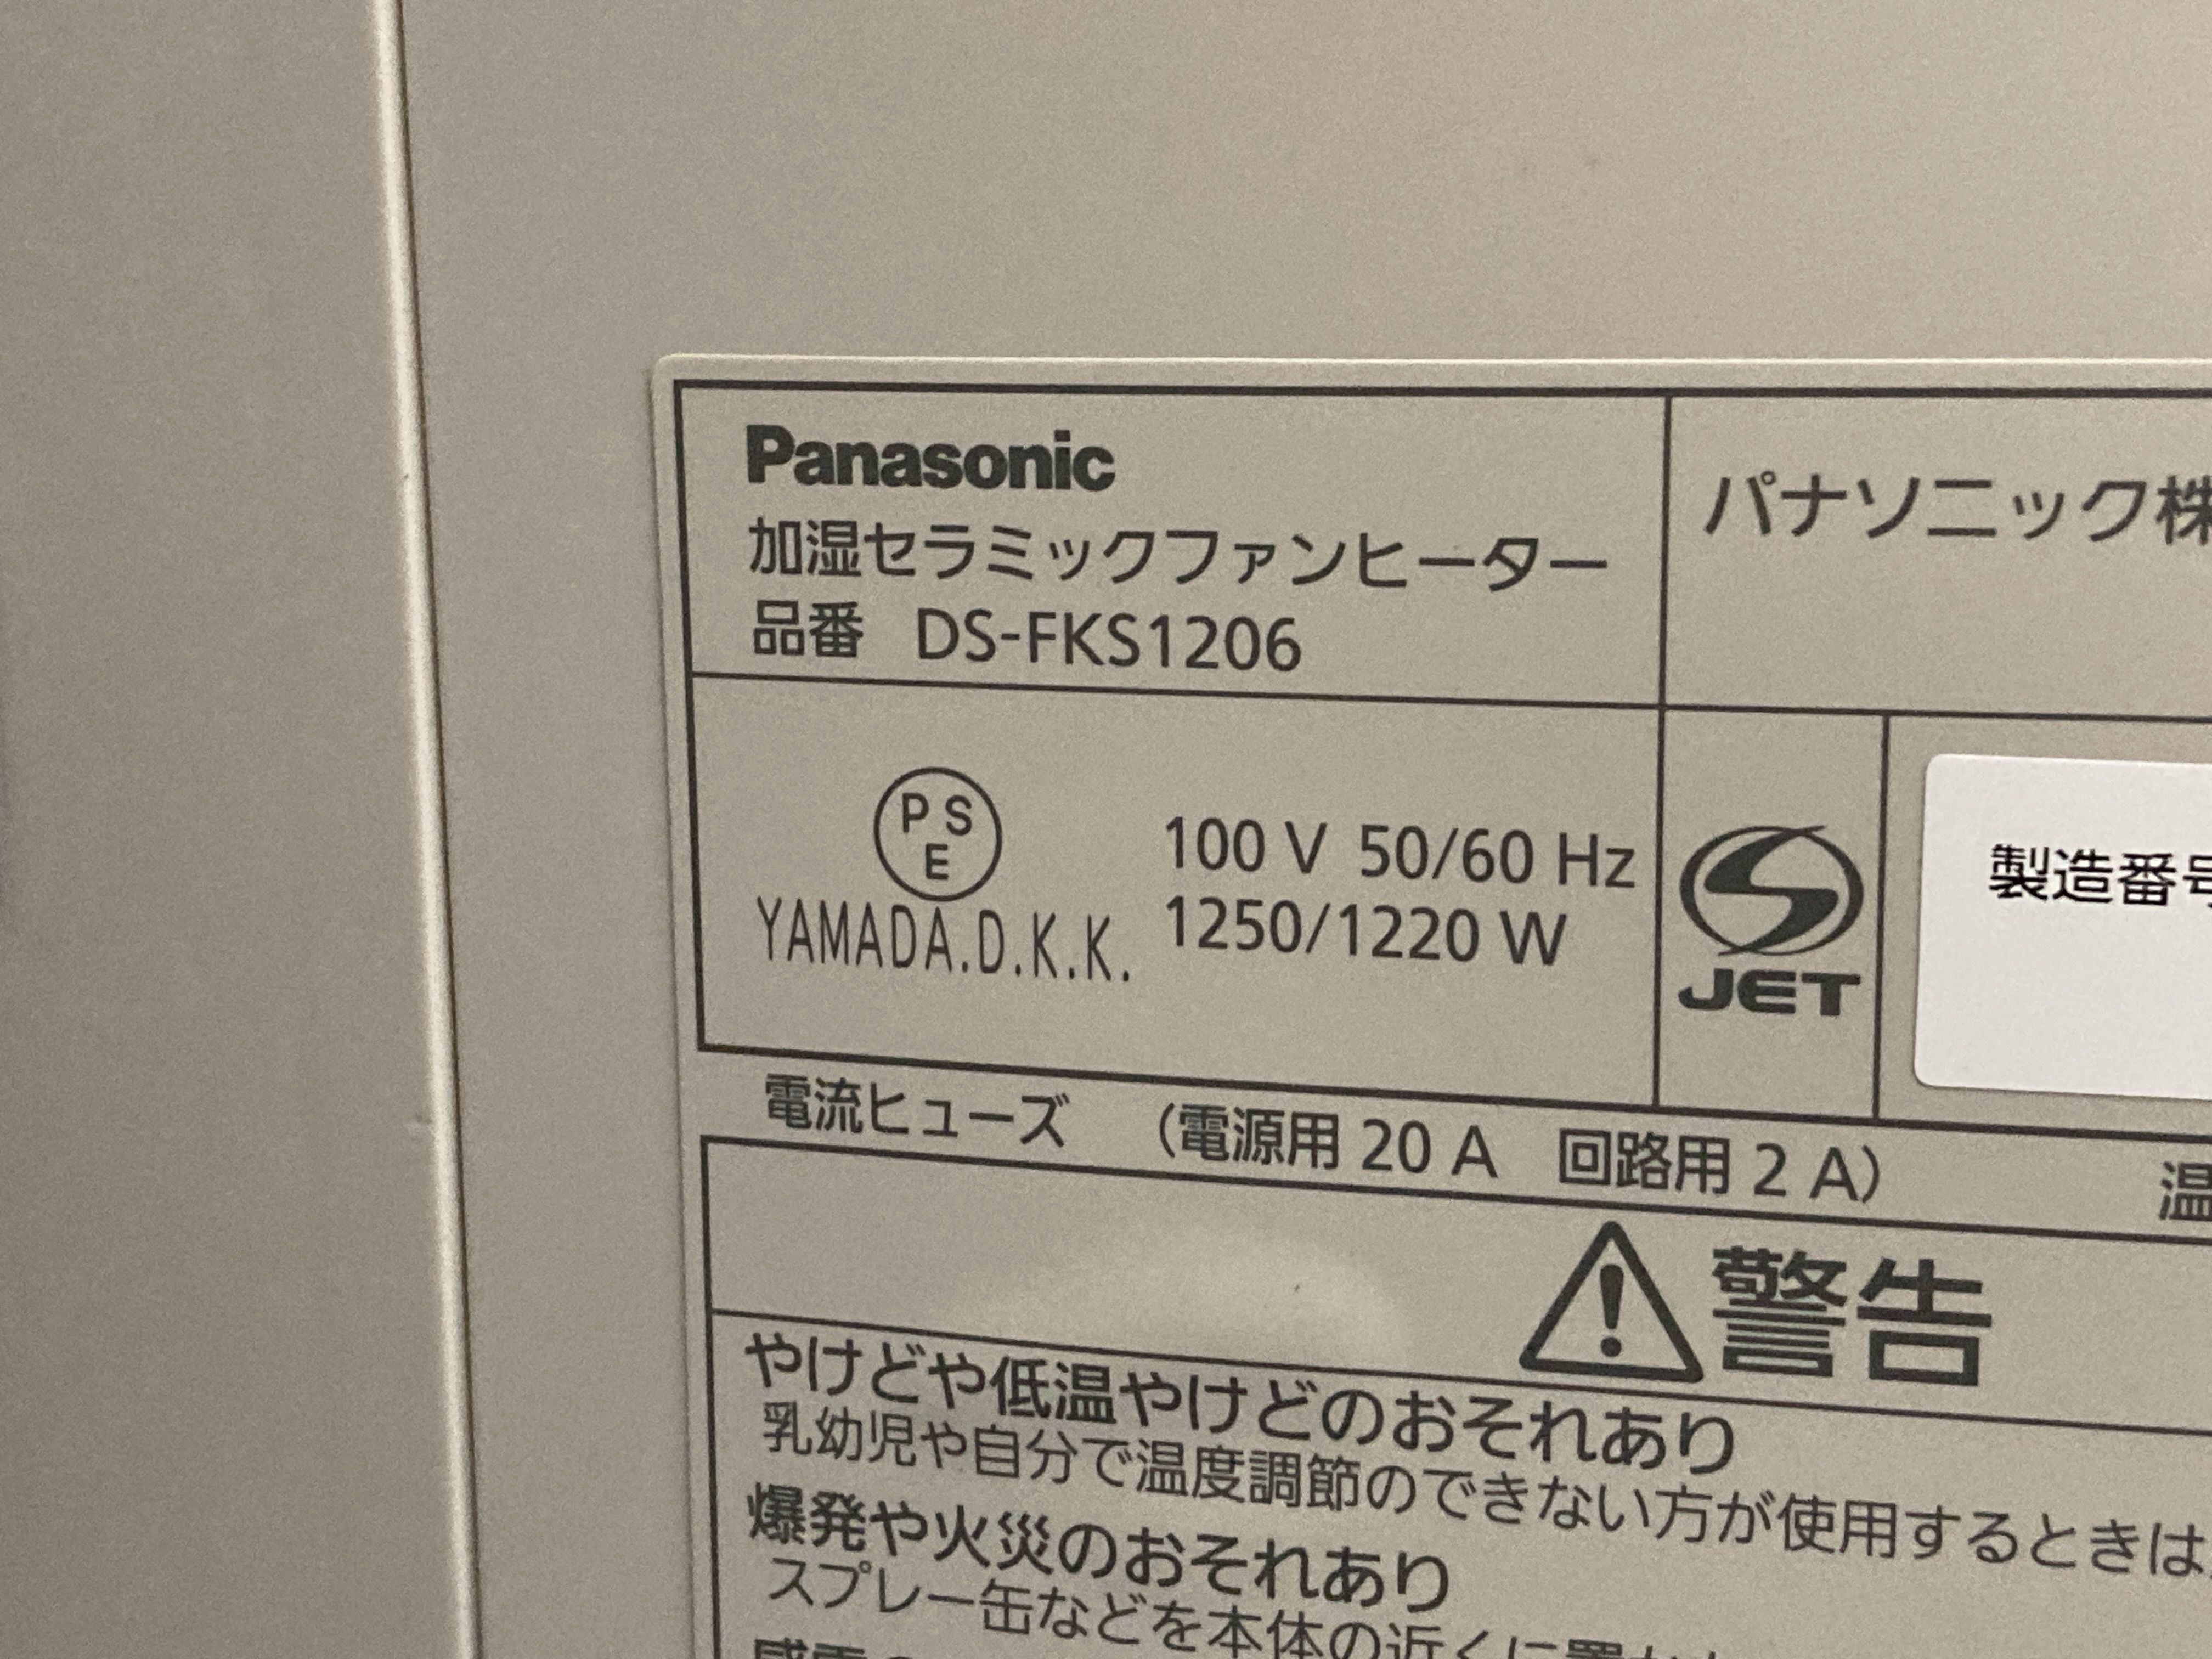 Panasonic
加湿セラミックファンヒーター
品番 DS-FKS1206
パナソニック株
PSE
YAMADA.D.K.K.
100 V 50/60 Hz
1250/1220 W
JET
製造番号
電流ヒューズ (電源用 20 A 回路用 2 A)
温
警告
やけどや低温やけどのおそれあり
乳幼児や自分で温度調節のできない方が使用するときは
爆発や火災のおそれあり
スプレー缶などを本体の近くに置か